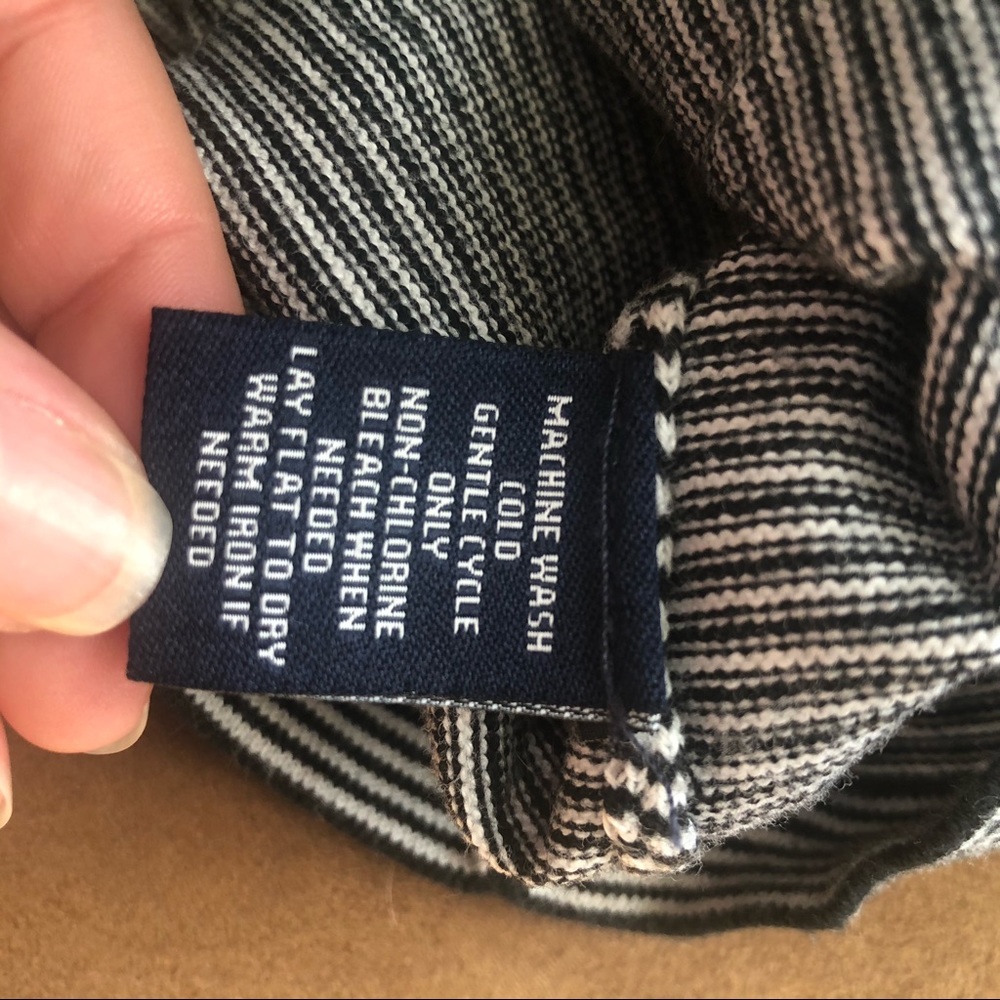 MACHINE WASH
COLD
GENTLE CYCLE
ONLY
NON-CHLORINE
BLEACH WHEN
NEEDED
LAY FLAT TO DRY
WARM IRON IF
NEEDED